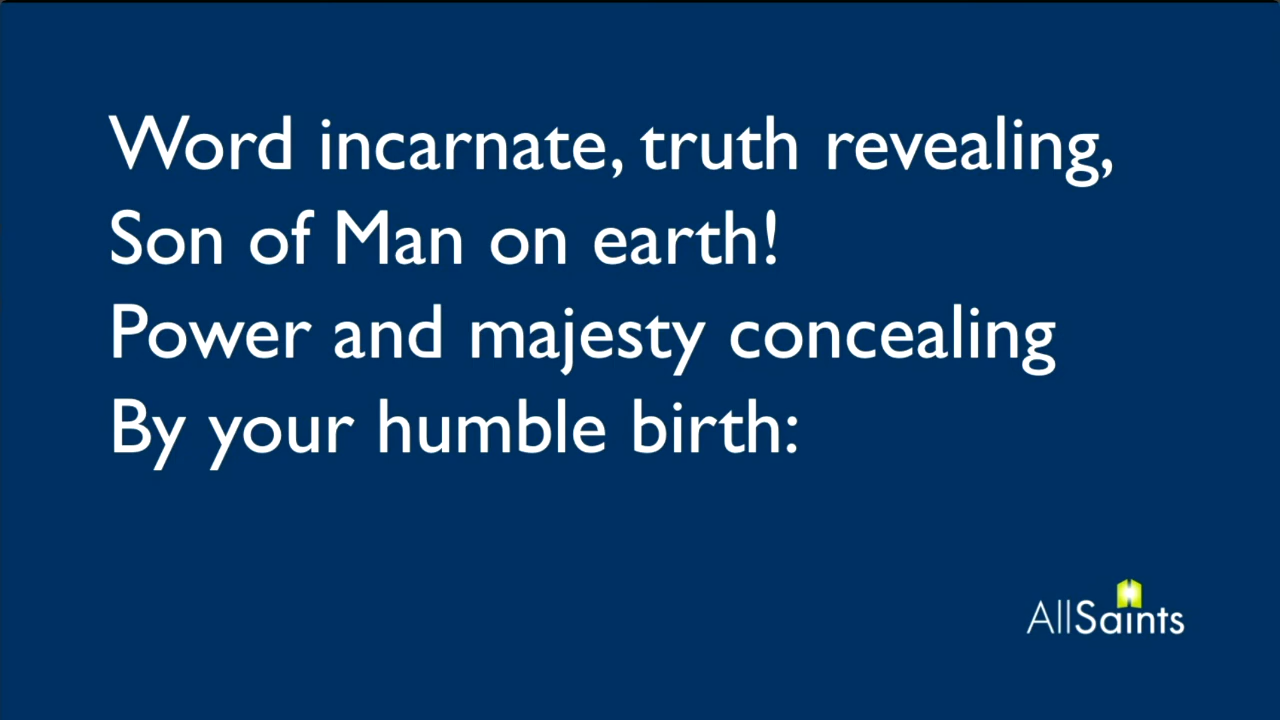 Word incarnate, truth revealing,
Son of Man on earth!
Power and majesty concealing
By your humble birth:
AllSaints